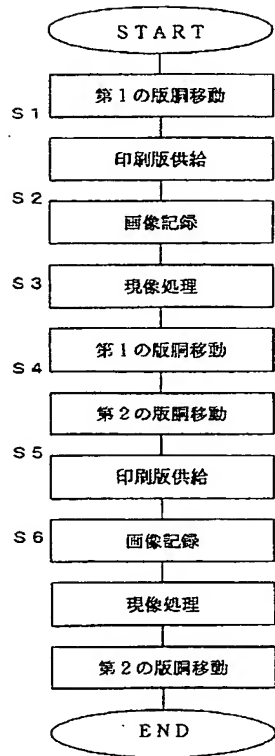 START
第1の版胴移動
S1
印刷版供給
S2
画像記録
S3
現像処理
第1の版胴移動
S4
第2の版胴移動
S5
印刷版供給
S6
画像記録
現像処理
第2の版胴移動
END